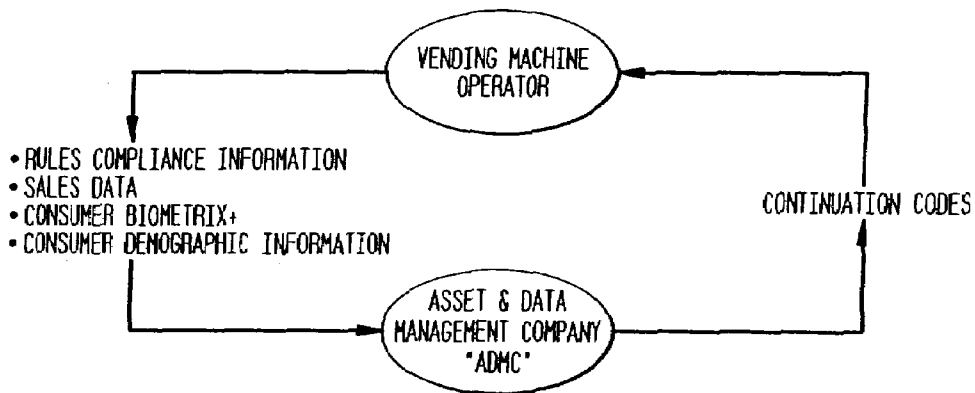 VENDING MACHINE
OPERATOR
• RULES COMPLIANCE INFORMATION
• SALES DATA
• CONSUMER BIOMETRIX+
• CONSUMER DEMOGRAPHIC INFORMATION
CONTINUATION CODES
ASSET & DATA
MANAGEMENT COMPANY
"ADMC"